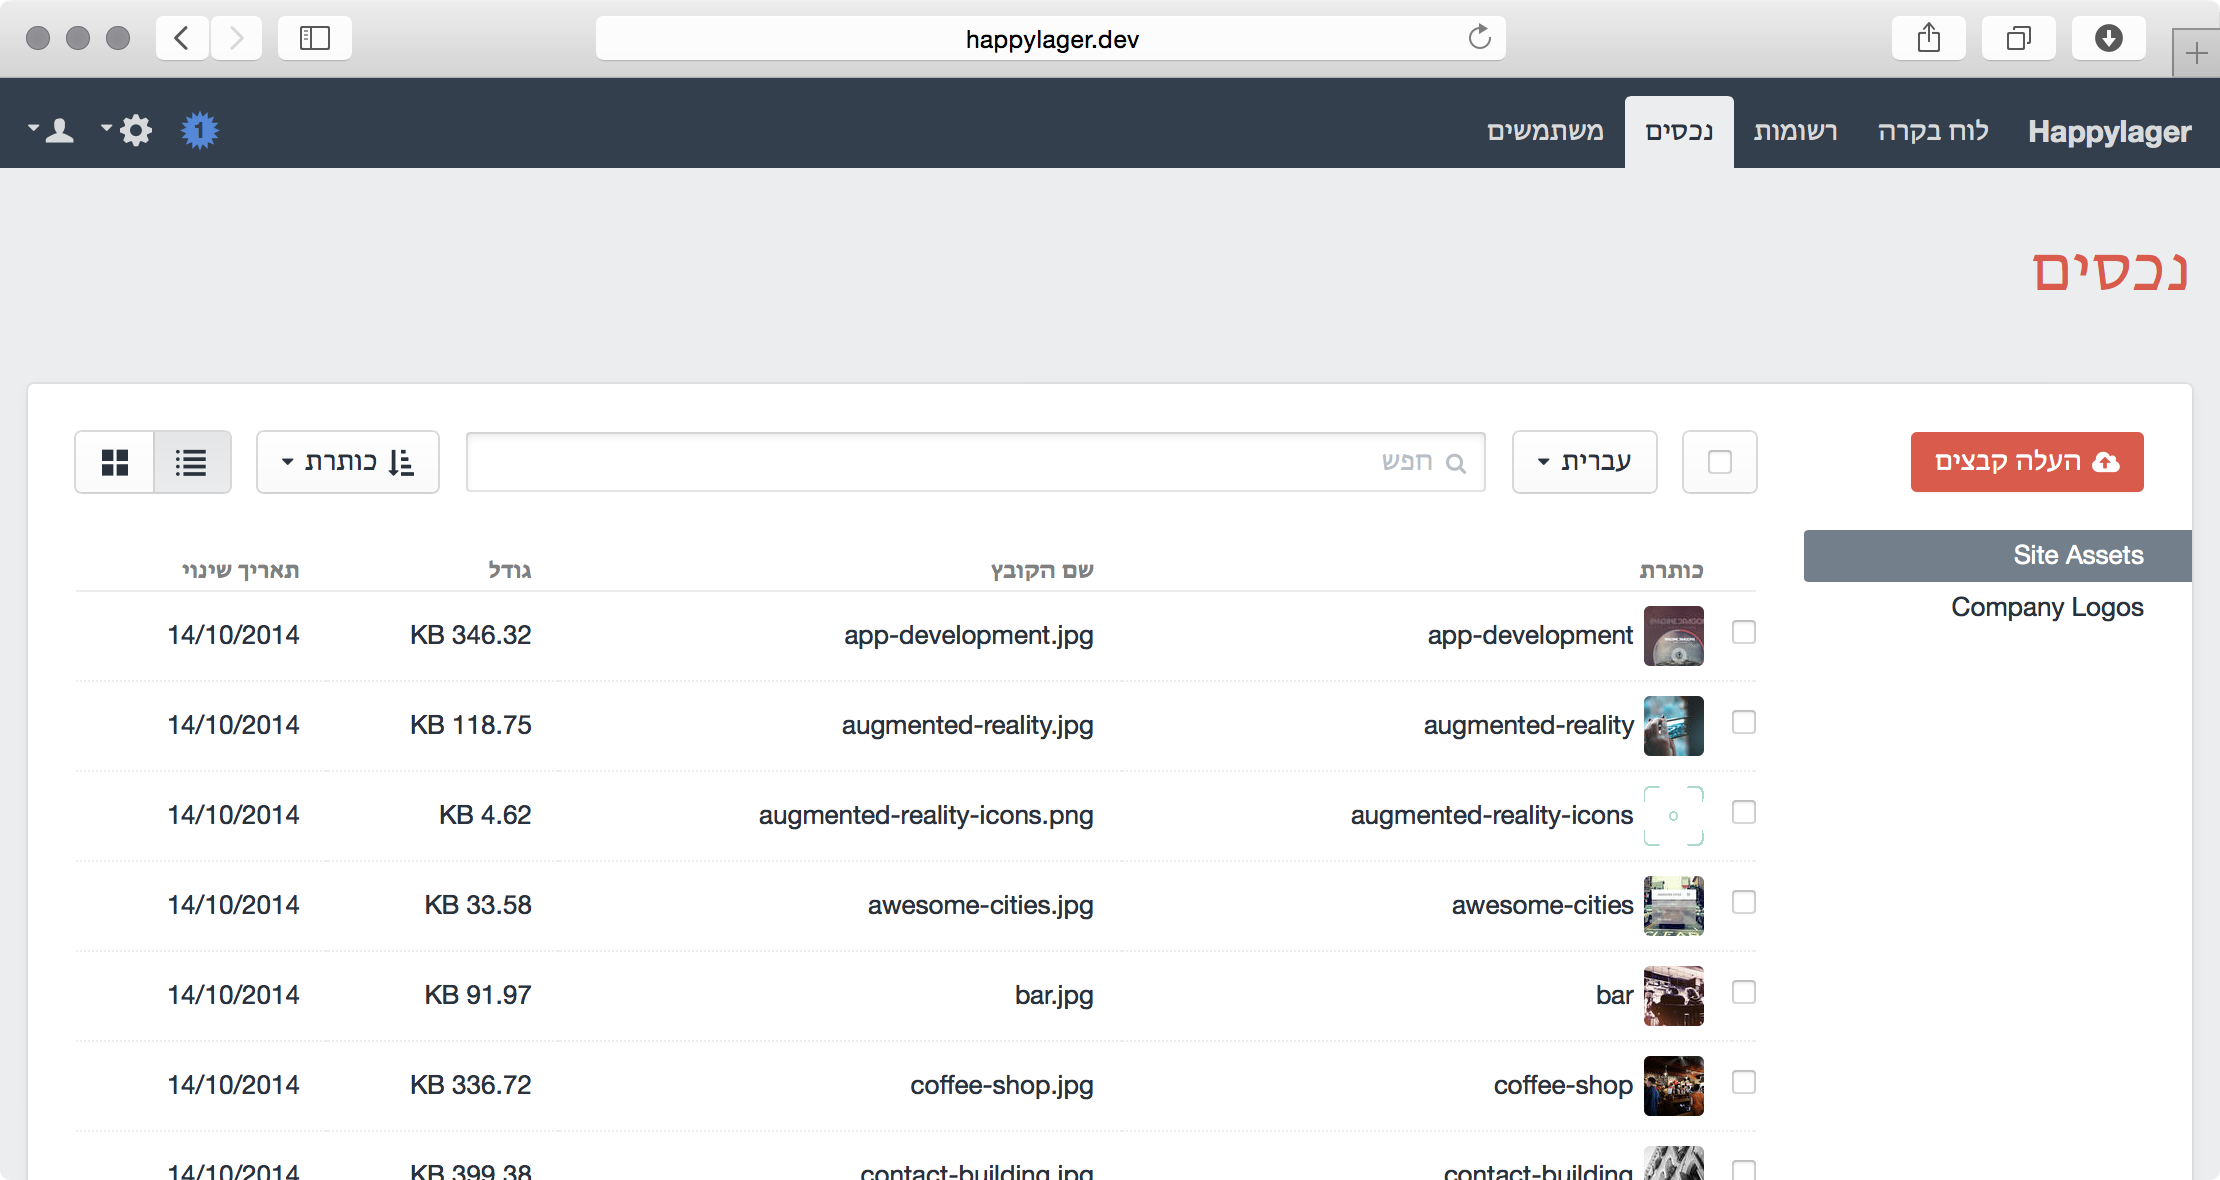 happylager.dev
Happylager לוח בקרה רשומות נכסים משתמשים 1
נכסים
העלה קבצים עברית חפש כותרת
Site Assets
Company Logos
כותרת שם הקובץ גודל תאריך שינוי
app-development app-development.jpg KB 346.32 14/10/2014
augmented-reality augmented-reality.jpg KB 118.75 14/10/2014
augmented-reality-icons augmented-reality-icons.png KB 4.62 14/10/2014
awesome-cities awesome-cities.jpg KB 33.58 14/10/2014
bar bar.jpg KB 91.97 14/10/2014
coffee-shop coffee-shop.jpg KB 336.72 14/10/2014
contact-building contact-building.jpg KB 399.38 14/10/2014